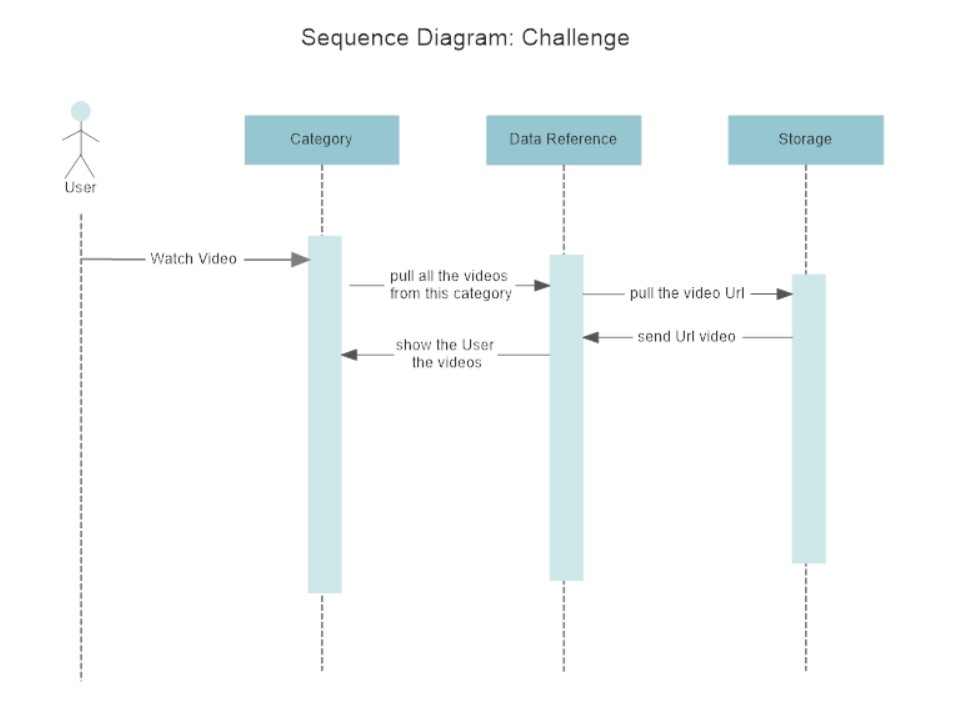 Sequence Diagram: Challenge
User
Category
Data Reference
Storage
Watch Video
pull all the videos
from this category
pull the video Url
send Url video
show the User
the videos